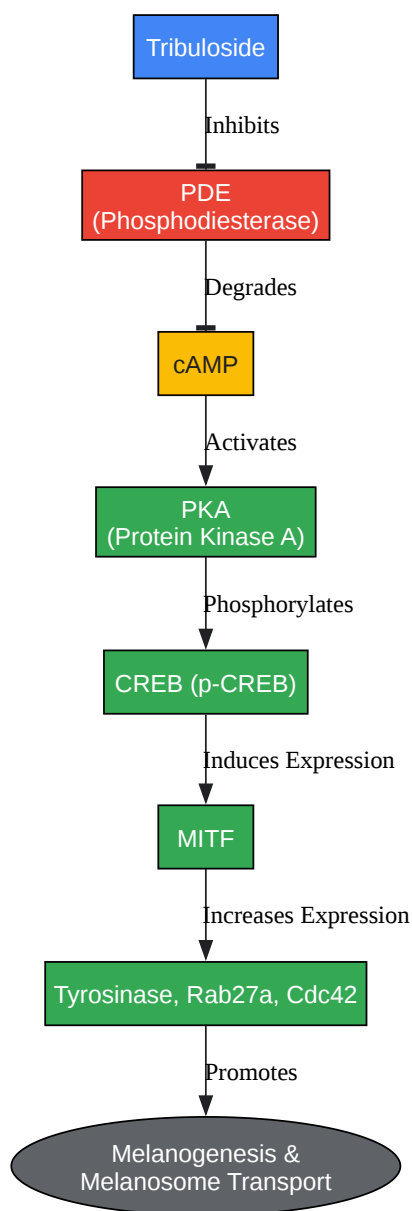 Tribuloside
Inhibits
PDE
(Phosphodiesterase)
Degrades
cAMP
Activates
PKA
(Protein Kinase A)
Phosphorylates
CREB (p-CREB)
Induces Expression
MITF
Increases Expression
Tyrosinase, Rab27a, Cdc42
Promotes
Melanogenesis &
Melanosome Transport